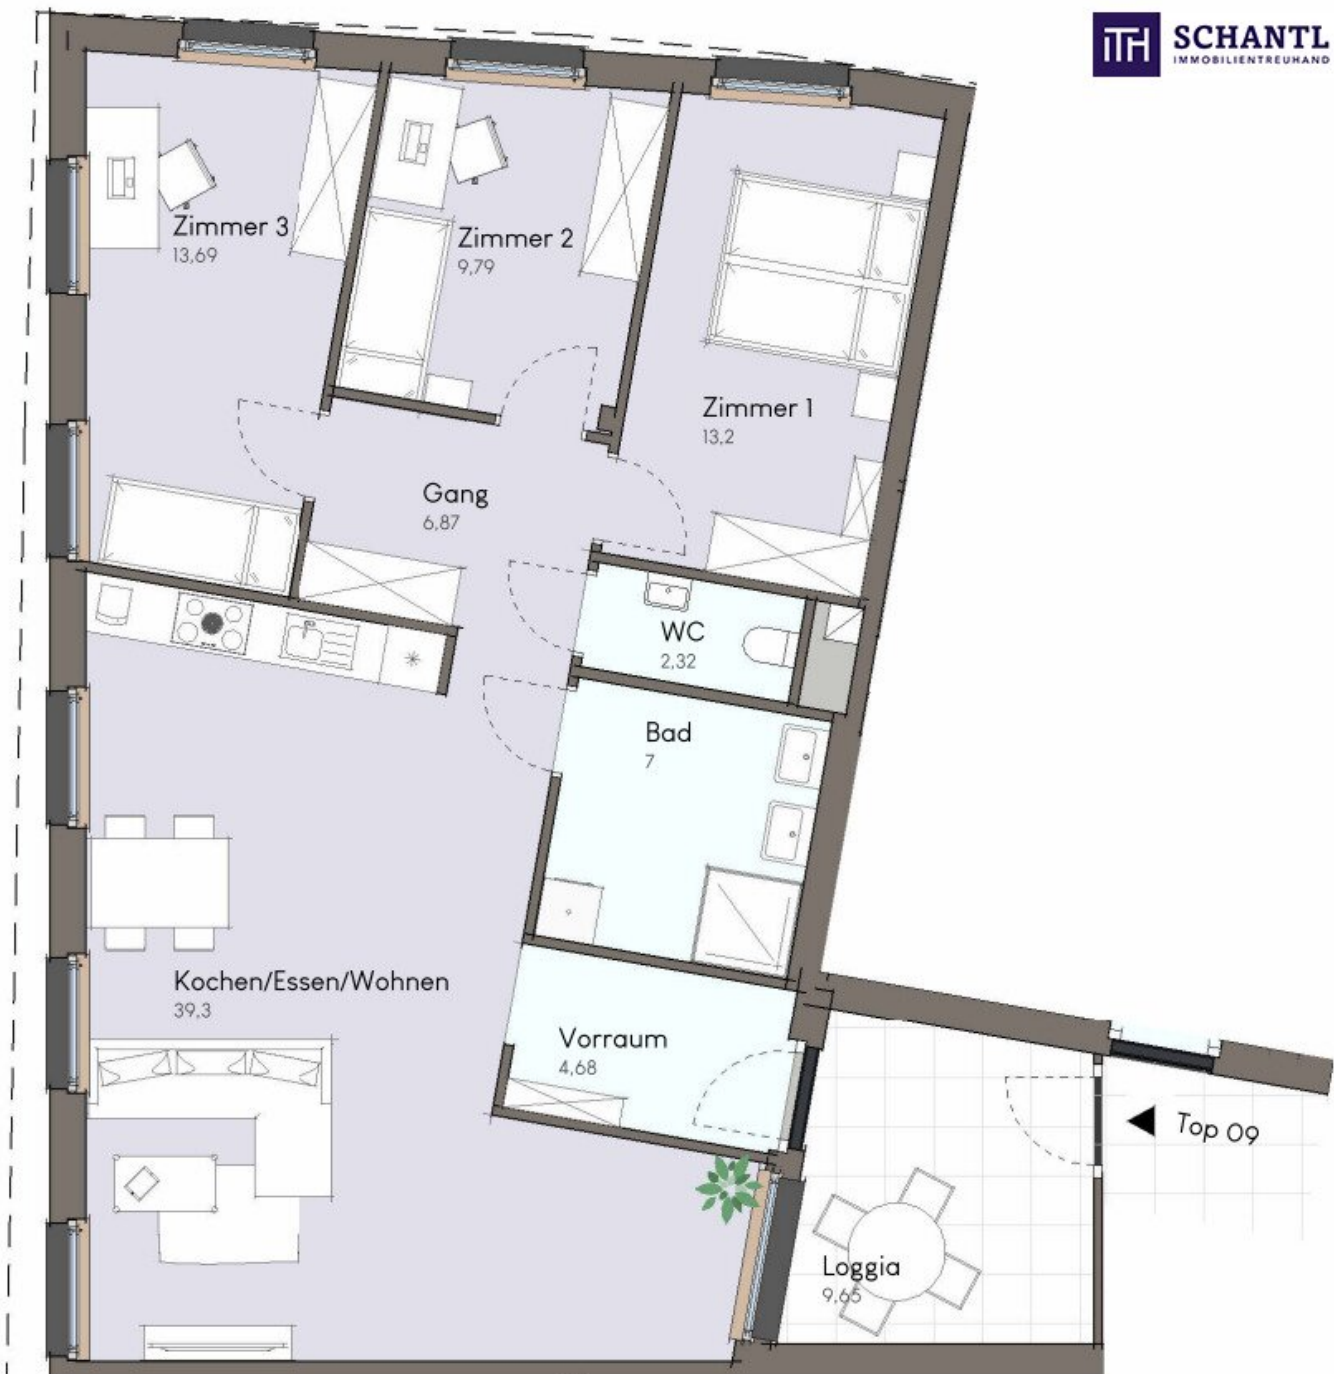 ITH SCHANTL
IMMOBILIENTREUHAND
Zimmer 3
13,69
Zimmer 2
9,79
Zimmer 1
13,2
Gang
6,87
WC
2,32
Bad
7
Kochen/Essen/Wohnen
39,3
Vorraum
4,68
Top 09
Loggia
9,65